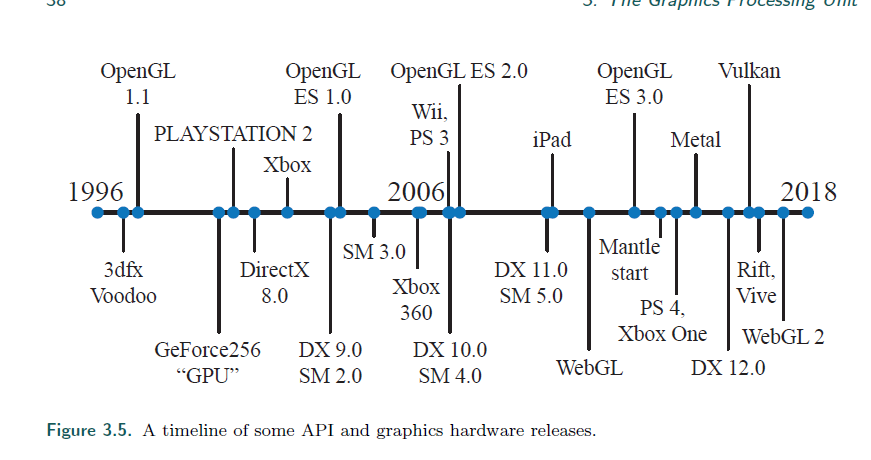 38
3. The Graphics Processing Unit
OpenGL
1.1
OpenGL
ES 1.0
OpenGL ES 2.0
OpenGL
ES 3.0
Vulkan
PLAYSTATION 2
Wii,
PS 3
iPad
Metal
Xbox
1996
2006
2018
3dfx
Voodoo
DirectX
8.0
SM 3.0
Xbox
360
DX 11.0
SM 5.0
Mantle
start
Rift,
Vive
PS 4,
Xbox One
WebGL 2
GeForce256
“GPU”
DX 9.0
SM 2.0
DX 10.0
SM 4.0
WebGL
DX 12.0
Figure 3.5. A timeline of some API and graphics hardware releases.